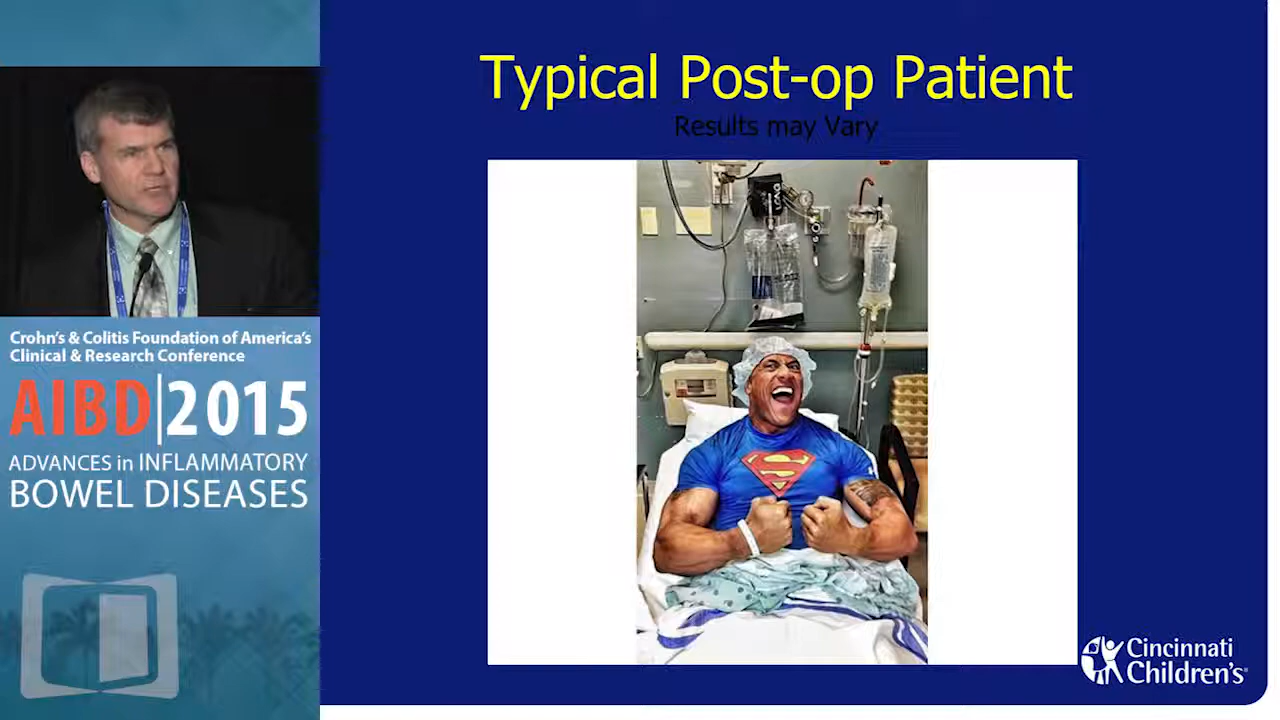 Typical Post-op Patient
Results may Vary
Crohn's & Colitis Foundation of America's
Clinical & Research Conference
AIBD|2015
ADVANCES in INFLAMMATORY
BOWEL DISEASES
Cincinnati
Children's